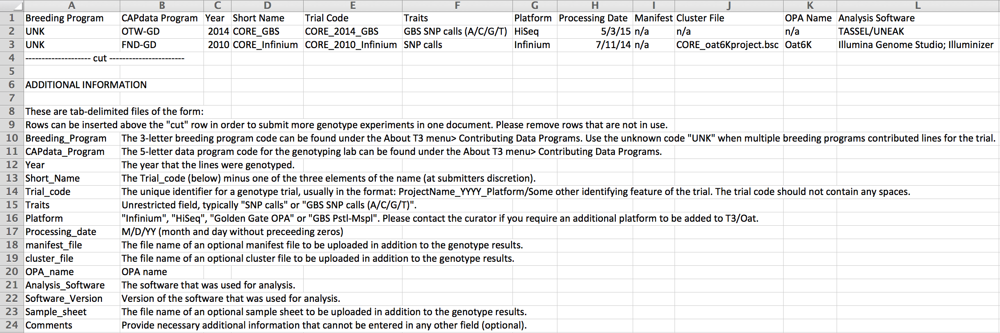 A B C D E F G H I J K L
1 Breeding Program CAPdata Program Year Short Name Trial Code Traits Platform Processing Date Manifest Cluster File OPA Name Analysis Software
2 UNK OTW-GD 2014 CORE_GBS CORE_2014_GBS GBS SNP calls (A/C/G/T) HiSeq 5/3/15 n/a n/a n/a TASSEL/UNEAK
3 UNK FND-GD 2010 CORE_Infinium CORE_2010_Infinium SNP calls Infinium 7/11/14 n/a CORE_oat6Kproject.bsc Oat6K Illumina Genome Studio; Illuminizer
4 -------------------- cut -----------------------
5
6 ADDITIONAL INFORMATION
7
8 These are tab-delimited files of the form:
9 Rows can be inserted above the "cut" row in order to submit more genotype experiments in one document. Please remove rows that are not in use.
10 Breeding_Program The 3-letter breeding program code can be found under the About T3 menu> Contributing Data Programs. Use the unknown code "UNK" when multiple breeding programs contributed lines for the trial.
11 CAPdata_Program The 5-letter data program code for the genotyping lab can be found under the About T3 menu> Contributing Data Programs.
12 Year The year that the lines were genotyped.
13 Short_Name The Trial_code (below) minus one of the three elements of the name (at submitters discretion).
14 Trial_code The unique identifier for a genotype trial, usually in the format: ProjectName_YYYY_Platform/Some other identifying feature of the trial. The trial code should not contain any spaces.
15 Traits Unrestricted field, typically "SNP calls" or "GBS SNP calls (A/C/G/T)".
16 Platform "Infinium", "HiSeq", "Golden Gate OPA" or "GBS PstI-MspI". Please contact the curator if you require an additional platform to be added to T3/Oat.
17 Processing_date M/D/YY (month and day without preceeding zeros)
18 manifest_file The file name of an optional manifest file to be uploaded in addition to the genotype results.
19 cluster_file The file name of an optional cluster file to be uploaded in addition to the genotype results.
20 OPA_name OPA name
21 Analysis_Software The software that was used for analysis.
22 Software_Version Version of the software that was used for analysis.
23 Sample_sheet The file name of an optional sample sheet to be uploaded in addition to the genotype results.
24 Comments Provide necessary additional information that cannot be entered in any other field (optional).